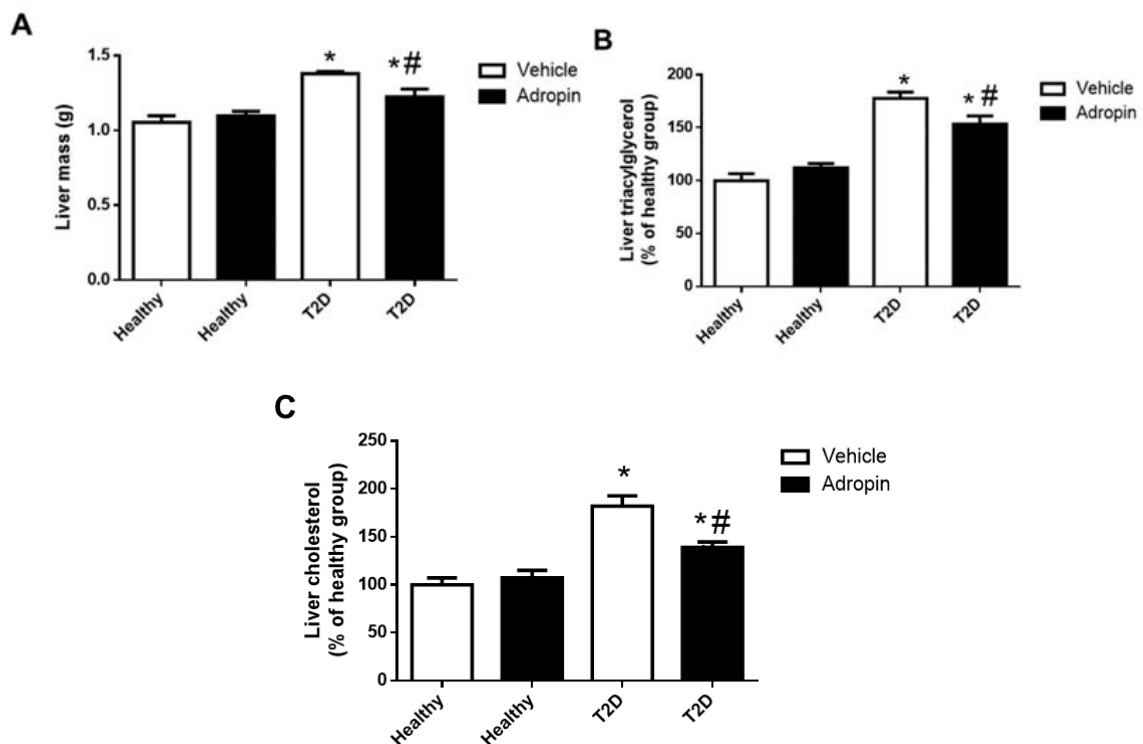 A
Liver mass (g)
1.5
1.0
0.5
0.0
*
*#
Healthy
Healthy
T2D
T2D
Vehicle
Adropin
B
Liver triacylglycerol
(% of healthy group)
200
150
100
50
0
*
*#
Healthy
Healthy
T2D
T2D
Vehicle
Adropin
C
Liver cholesterol
(% of healthy group)
250
200
150
100
50
0
*
*#
Healthy
Healthy
T2D
T2D
Vehicle
Adropin